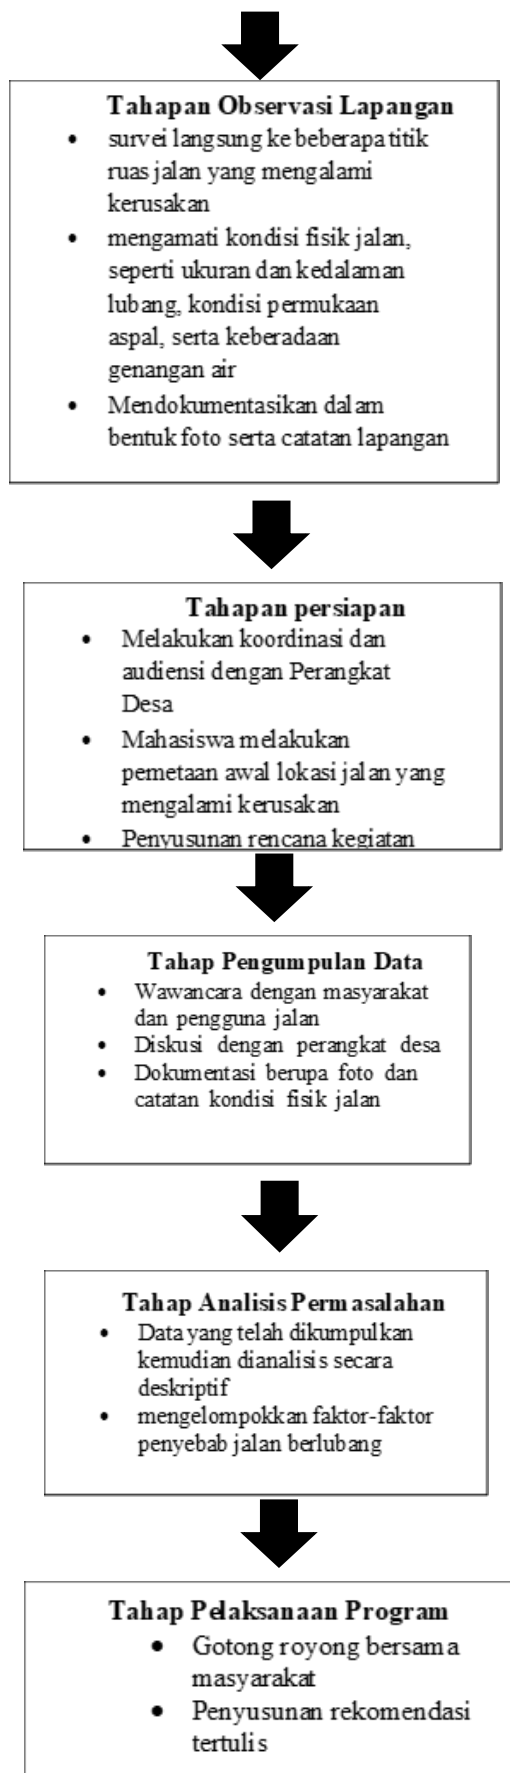 Tahapan Observasi Lapangan
• survei langsung ke beberapa titik
ruas jalan yang mengalami
kerusakan
• mengamati kondisi fisik jalan,
seperti ukuran dan kedalaman
lubang, kondisi permukaan
aspal, serta keberadaan
genangan air
• Mendokumentasikan dalam
bentuk foto serta catatan lapangan
Tahapan persiapan
• Melakukan koordinasi dan
audiensi dengan Perangkat
Desa
• Mahasiswa melakukan
pemetaan awal lokasi jalan yang
mengalami kerusakan
• Penyusunan rencana kegiatan
Tahap Pengumpulan Data
• Wawancara dengan masyarakat
dan pengguna jalan
• Diskusi dengan perangkat desa
• Dokumentasi berupa foto dan
catatan kondisi fisik jalan
Tahap Analisis Permasalahan
• Data yang telah dikumpulkan
kemudian dianalisis secara
deskriptif
• mengelompokkan faktor-faktor
penyebab jalan berlubang
Tahap Pelaksanaan Program
• Gotong royong bersama
masyarakat
• Penyusunan rekomendasi
tertulis